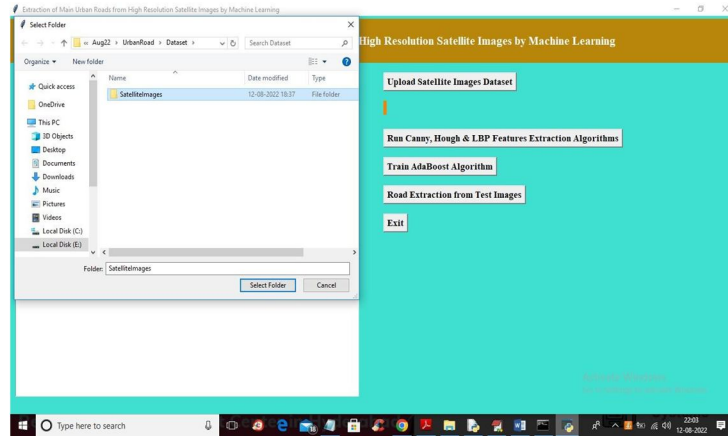 Extraction of Main Urban Roads from High Resolution Satellite Images by Machine Learning
Select Folder
« Aug22 › UrbanRoad › Dataset ›
Search Dataset
High Resolution Satellite Images by Machine Learning
Organize
New folder
Name
Date modified
Type
Quick access
OneDrive
This PC
3D Objects
Desktop
Documents
Downloads
Music
Pictures
Videos
Local Disk (C:)
Local Disk (E:)
SatelliteImages
12-08-2022 18:37
File folder
Folder:
SatelliteImages
Select Folder
Cancel
Upload Satellite Images Dataset
Run Canny, Hough & LBP Features Extraction Algorithms
Train AdaBoost Algorithm
Road Extraction from Test Images
Exit
Type here to search
22:03
12-08-2022